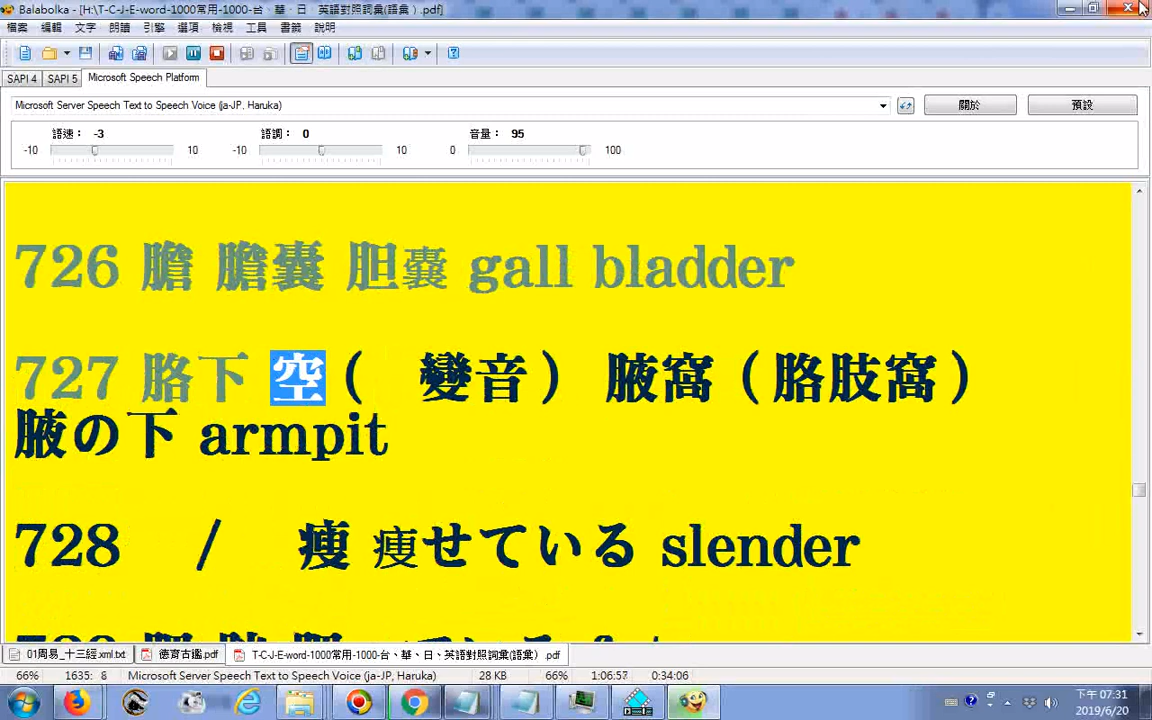 Balabolka - [H:\T-C-J-E-word-1000常用-1000-台、華、日、英語對照詞彙(語彙).pdf]
檔案 編輯 文字 朗讀 引擎 選項 檢視 工具 書籤 說明
SAPI 4 SAPI 5 Microsoft Speech Platform
Microsoft Server Speech Text to Speech Voice (ja-JP, Haruka) 關於 預設
語速： -3 語調： 0 音量： 95
-10 10 -10 10 0 100
726 膽 膽囊 胆嚢 gall bladder
727 胳下 空( 變音) 腋窩（胳肢窩）
腋の下 armpit
728 / 瘦 痩せている slender
01周易_十三經.xml.txt 德育古鑑.pdf T-C-J-E-word-1000常用-1000-台、華、日、英語對照詞彙(語彙).pdf
66% 1635: 8 Microsoft Server Speech Text to Speech Voice (ja-JP, Haruka) 28 KB 66% 1:06:57 0:34:06
下午 07:31
2019/6/20